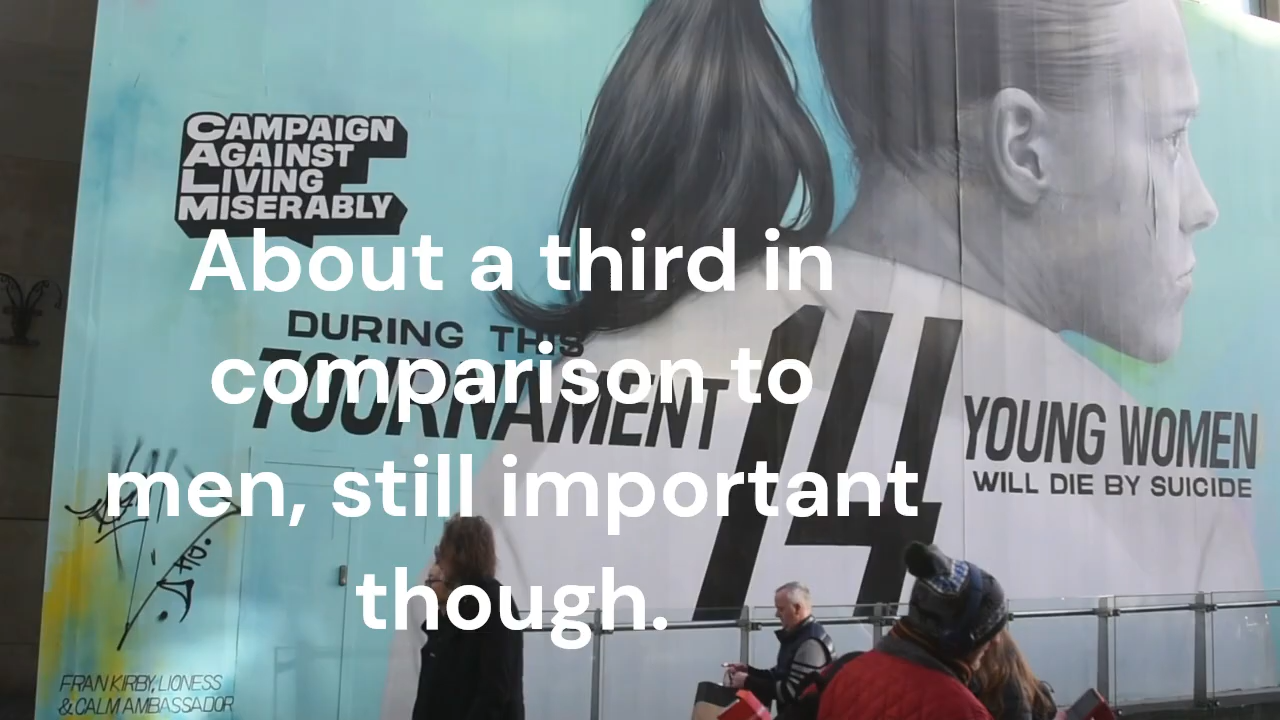 CAMPAIGN
AGAINST
LIVING
MISERABLY
About a third in
comparison to
men, still important
though.
DURING THIS
TOURNAMENT
14
YOUNG WOMEN
WILL DIE BY SUICIDE
FRAN KIRBY, LIONESS
& CALM AMBASSADOR